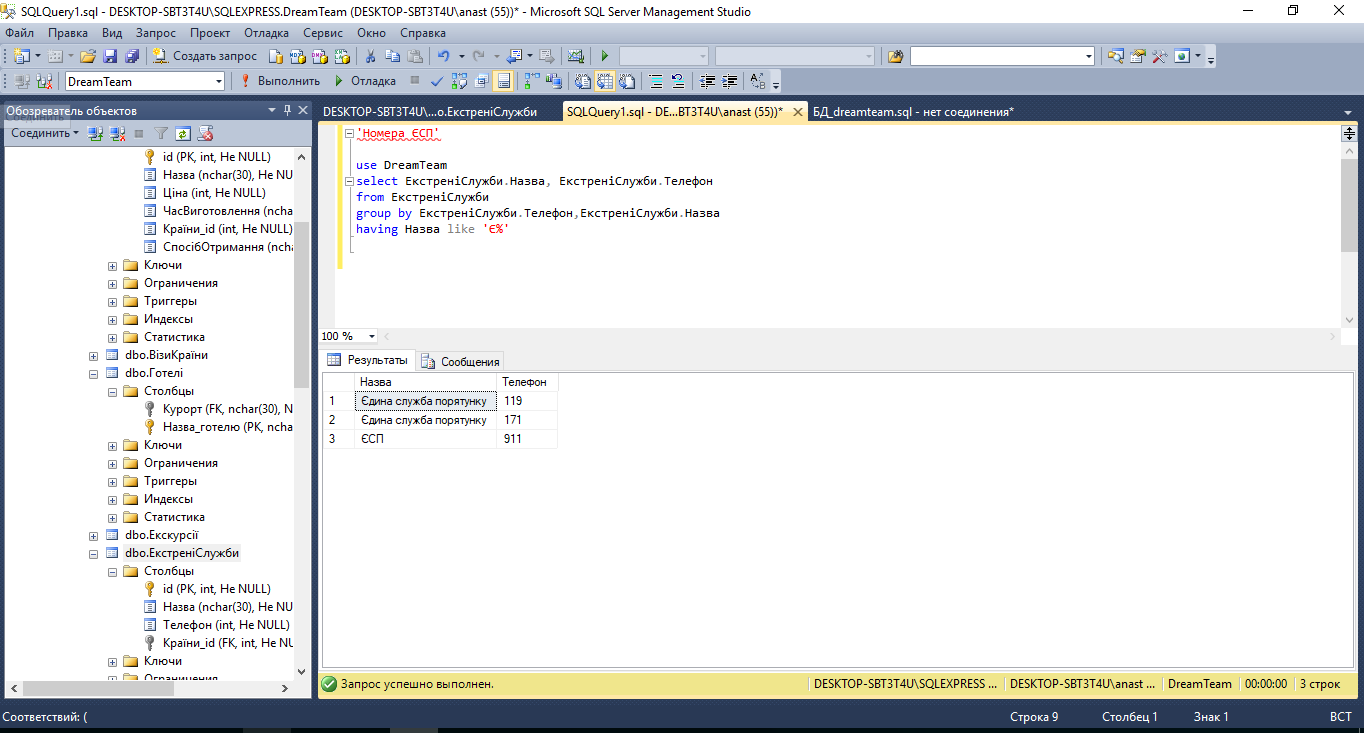 SQLQuery1.sql - DESKTOP-SBT3T4U\SQLEXPRESS.DreamTeam (DESKTOP-SBT3T4U\anast (55))* - Microsoft SQL Server Management Studio
Файл Правка Вид Запрос Проект Отладка Сервис Окно Справка
Создать запрос
DreamTeam Выполнить Отладка
Обозреватель объектов
Соединить
id (PK, int, Не NULL)
Назва (nchar(30), Не NU
Ціна (int, Не NULL)
ЧасВиготовлення (ncha
Країни_id (int, Не NULL)
СпосібОтримання (ncha
Ключи
Ограничения
Триггеры
Индексы
Статистика
dbo.ВізиКраїни
dbo.Готелі
Столбцы
Курорт (FK, nchar(30), N
Назва_готелю (PK, ncha
Ключи
Ограничения
Триггеры
Индексы
Статистика
dbo.Екскурсії
dbo.ЕкстреніСлужби
Столбцы
id (PK, int, Не NULL)
Назва (nchar(30), Не NU
Телефон (int, Не NULL)
Країни_id (FK, int, Не NU
Ключи
Ограничения
DESKTOP-SBT3T4U\...o.ЕкстреніСлужби SQLQuery1.sql - DE...BT3T4U\anast (55))* БД_dreamteam.sql - нет соединения*
'Номера ЄСП'
use DreamTeam
select ЕкстреніСлужби.Назва, ЕкстреніСлужби.Телефон
from ЕкстреніСлужби
group by ЕкстреніСлужби.Телефон,ЕкстреніСлужби.Назва
having Назва like 'Є%'
100 %
Результаты Сообщения
Назва Телефон
1 Єдина служба порятунку 119
2 Єдина служба порятунку 171
3 ЄСП 911
Запрос успешно выполнен. DESKTOP-SBT3T4U\SQLEXPRESS ... DESKTOP-SBT3T4U\anast ... DreamTeam 00:00:00 3 строк
Соответствий: ( Строка 9 Столбец 1 Знак 1 ВСТ